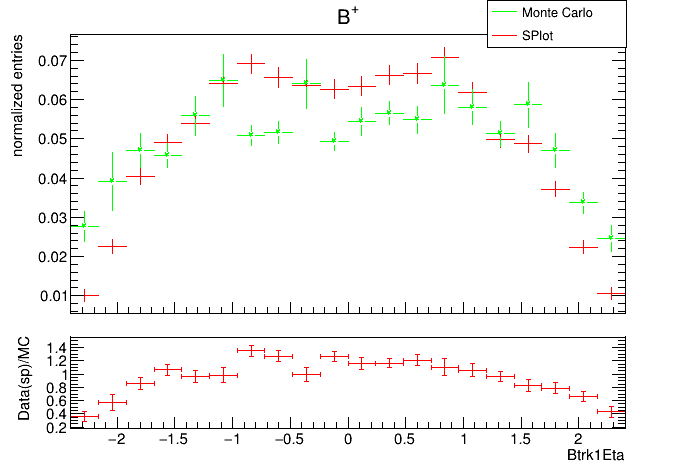 B+
Monte Carlo
SPlot
normalized entries
0.07
0.06
0.05
0.04
0.03
0.02
0.01
Data(sp)/MC
1.4
1.2
1
0.8
0.6
0.4
0.2
−2 −1.5 −1 −0.5 0 0.5 1 1.5 2
Btrk1Eta